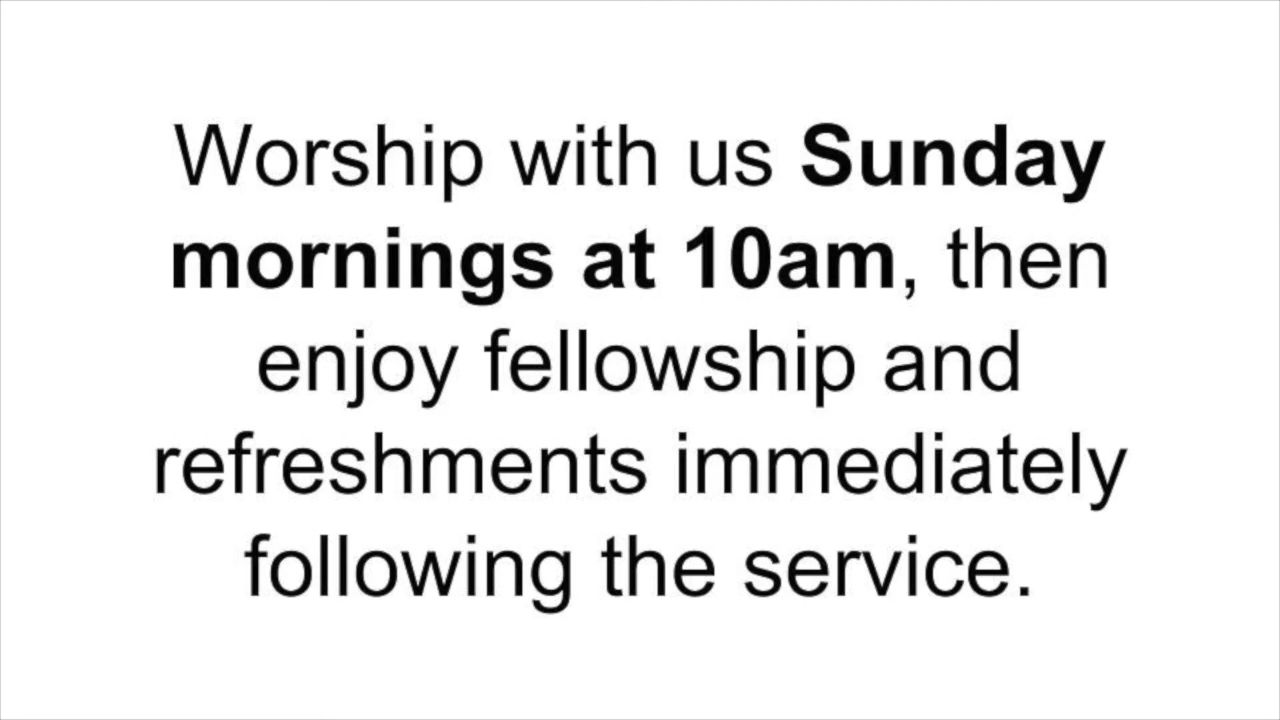 Worship with us Sunday
mornings at 10am, then
enjoy fellowship and
refreshments immediately
following the service.